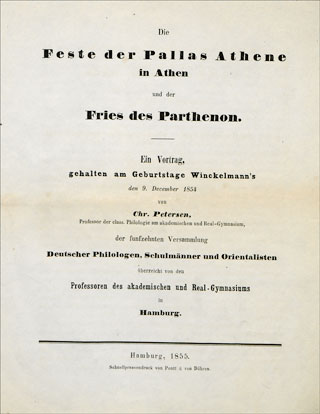 Die
Feste der Pallas Athene
in Athen
und der
Fries des Parthenon.
Ein Vortrag,
gehalten am Geburtstage Winckelmann's
den 9. December 1854
von
Chr. Petersen,
Professor der class. Philologie am akademischen und Real-Gymnasium,
der funfzehnten Versammlung
Deutscher Philologen, Schulmänner und Orientalisten
überreicht von den
Professoren des akademischen und Real-Gymnasiums
in
Hamburg.
Hamburg, 1855.
Schnellpressendruck von Pontt & von Döhren.